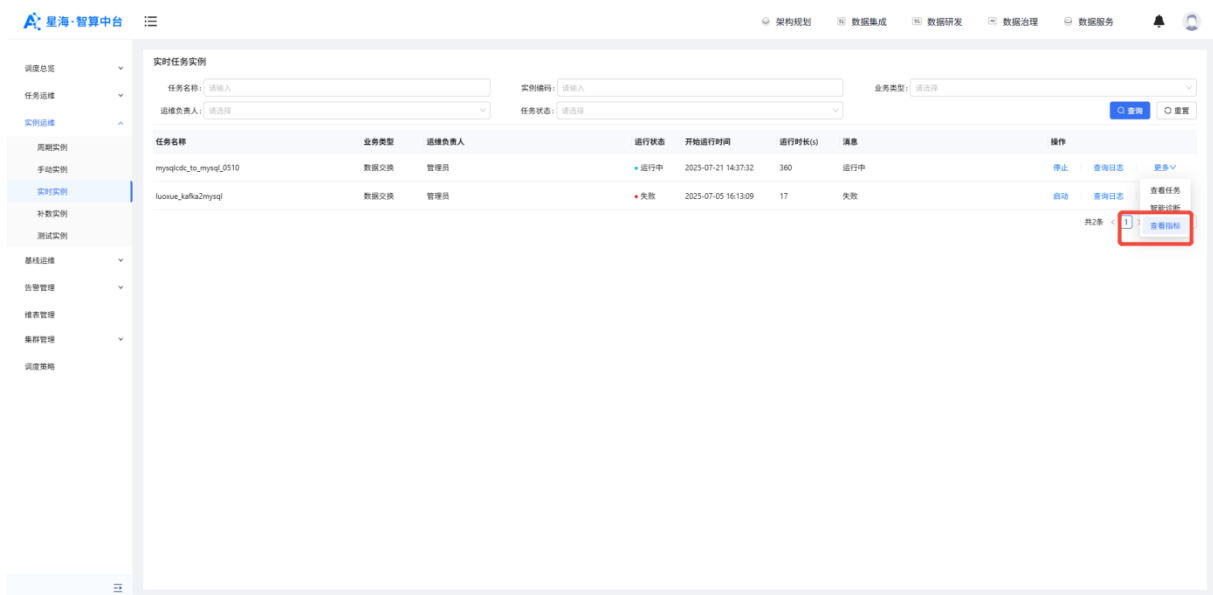 星海·智算中台
架构规划 数据集成 数据研发 数据治理 数据服务
调度总览
任务运维
实例运维
周期实例
手动实例
实时实例
补数实例
测试实例
基线运维
告警管理
维表管理
集群管理
调度策略
实时任务实例
任务名称: 请输入 实例编码: 请输入 业务类型: 请选择
运维负责人: 请选择 任务状态: 请选择 查询 重置
任务名称 业务类型 运维负责人 运行状态 开始运行时间 运行时长(s) 消息 操作
mysqlcdc_to_mysql_0510 数据交换 管理员 运行中 2025-07-21 14:37:32 360 运行中 停止 查询日志 更多
luoxue_kafka2mysql 数据交换 管理员 失败 2025-07-05 16:13:09 17 失败 启动 查询日志
查看任务
智能诊断
查看指标
共2条 < 1